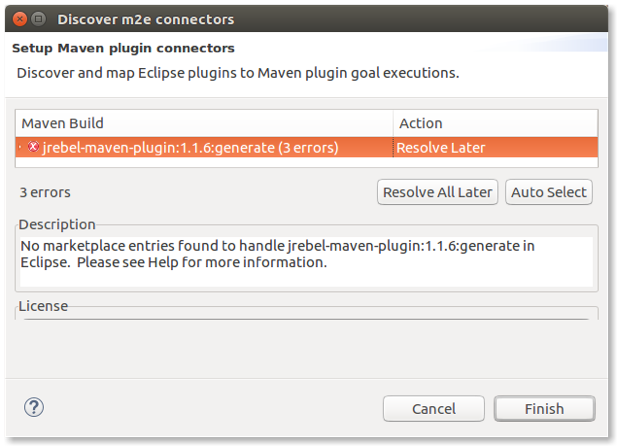 Discover m2e connectors
Setup Maven plugin connectors
Discover and map Eclipse plugins to Maven plugin goal executions.
Maven Build Action
jrebel-maven-plugin:1.1.6:generate (3 errors) Resolve Later
3 errors Resolve All Later Auto Select
Description
No marketplace entries found to handle jrebel-maven-plugin:1.1.6:generate in
Eclipse. Please see Help for more information.
License
? Cancel Finish